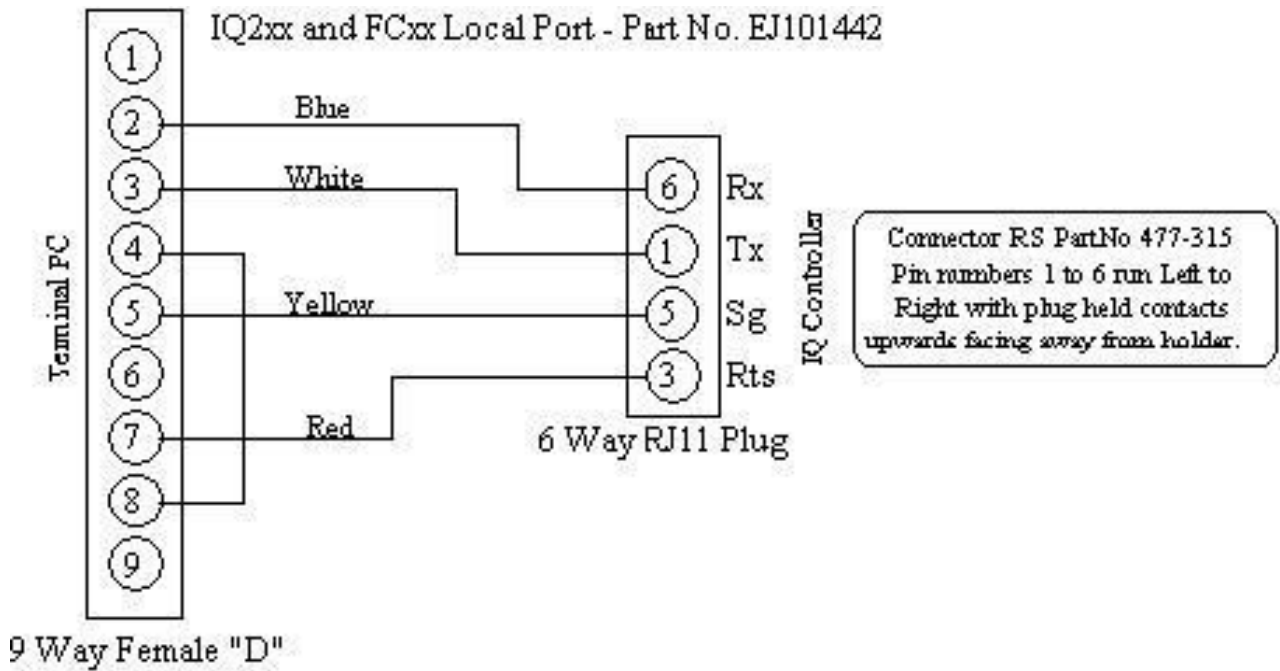 IQ2xx and FCxx Local Port - Part No. EJ101442
1
2
3
4
5
6
7
8
9
Blue
White
Yellow
Red
Terminal PC
9 Way Female "D"
6 Rx
1 Tx
5 Sg
3 Rts
6 Way RJ11 Plug
IQ Controller
Connector RS PartNo 477-315
Pin numbers 1 to 6 run Left to
Right with plug held contacts
upwards facing away from holder.